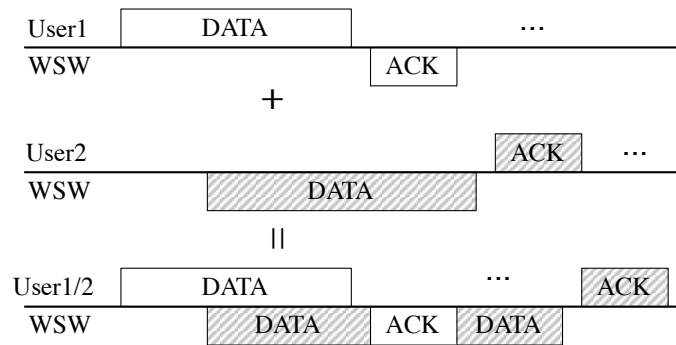 User1 DATA ...
WSW ACK
+
User2 ACK ...
WSW DATA
=
User1/2 DATA ... ACK
WSW DATA ACK DATA